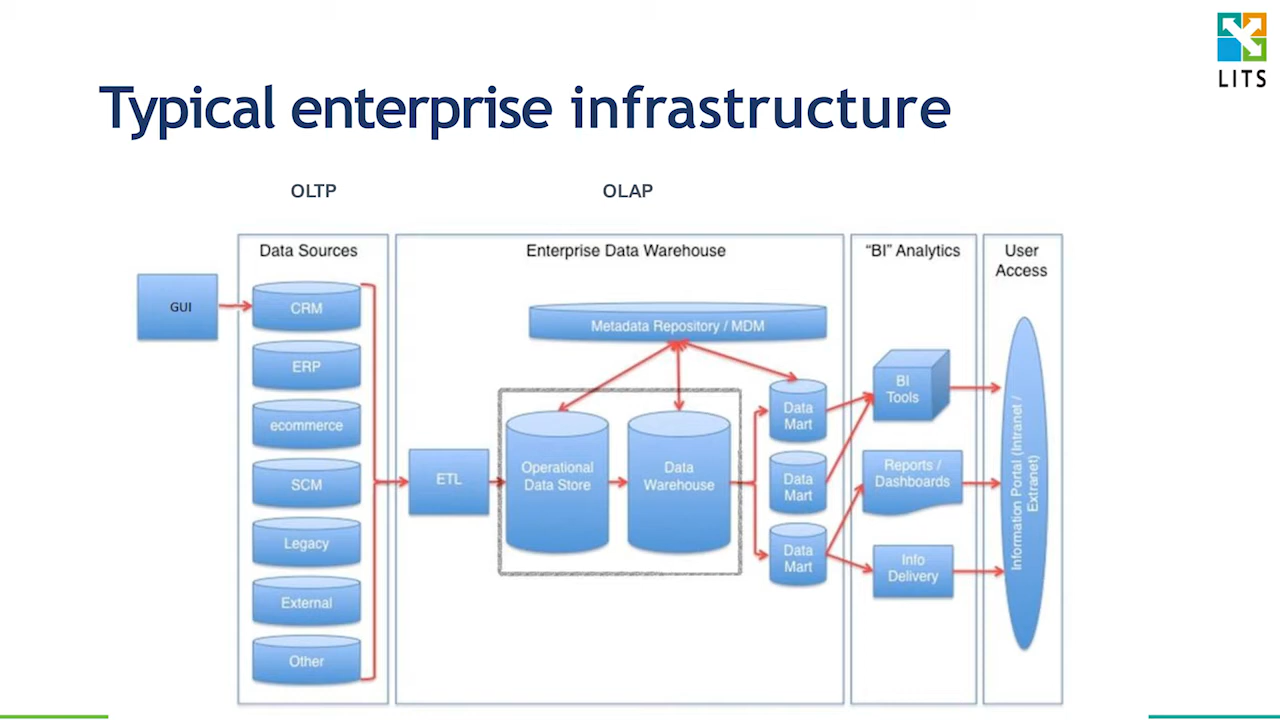 LITS
Typical enterprise infrastructure
OLTP
OLAP
Data Sources
Enterprise Data Warehouse
“BI” Analytics
User
Access
GUI
CRM
ERP
ecommerce
SCM
Legacy
External
Other
ETL
Metadata Repository / MDM
Operational
Data Store
Data
Warehouse
Data
Mart
Data
Mart
Data
Mart
BI
Tools
Reports /
Dashboards
Info
Delivery
Information Portal (Intranet /
Extranet)